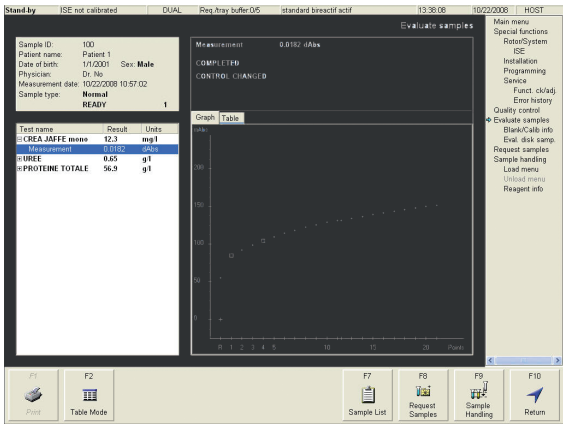 Stand-by ISE not calibrated DUAL Req./tray buffer:0/5 standard bireactif actif 13:38:08 10/22/2008 HOST
Evaluate samples
Sample ID: 100
Patient name: Patient 1
Date of birth: 1/1/2001 Sex: Male
Physician: Dr. No
Measurement date: 10/22/2008 10:57:02
Sample type: Normal
READY 1
Measurement 0.0182 dAbs
COMPLETED
CONTROL CHANGED
Test name Result Units
CREA JAFFE mono 12,3 mg/l
Measurement 0.0182 dAbs
UREE 0.65 g/l
PROTEINE TOTALE 56.9 g/l
Graph Table
mAbs
200
150
100
50
0
R 1 2 3 4 5 10 15 20 Points
Main menu
Special functions
Rotor/System
ISE
Installation
Programming
Service
Funct. ck/adj.
Error history
Quality control
Evaluate samples
Blank/Calib info
Eval. disk samp.
Request samples
Sample handling
Load menu
Unload menu
Reagent info
F1
Print
F2
Table Mode
F7
Sample List
F8
Request
Samples
F9
Sample
Handling
F10
Return